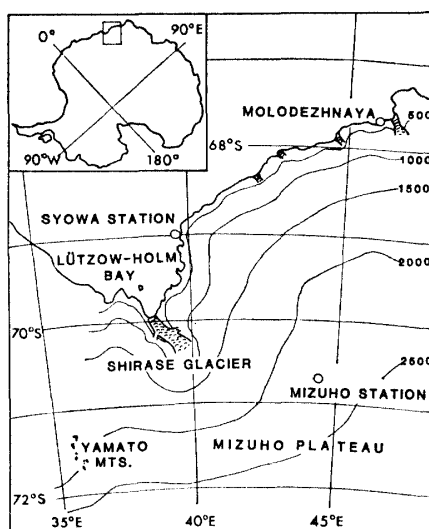 0°
90°E
90°W
180°
MOLODEZHNAYA
500
68°S
1000
1500
SYOWA STATION
LÜTZOW-HOLM
BAY
2000
70°S
SHIRASE GLACIER
2500
MIZUHO STATION
YAMATO
MTS.
MIZUHO PLATEAU
72°S
35°E
40°E
45°E